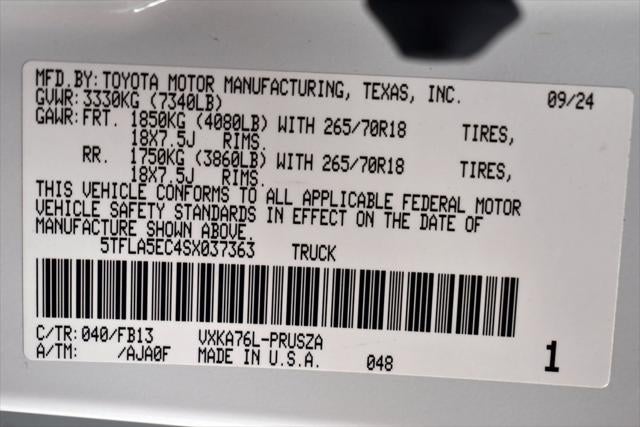 MFD.BY: TOYOTA MOTOR MANUFACTURING, TEXAS, INC. 09/24
GVWR: 3330KG (7340LB)
GAWR: FRT. 1850KG (4080LB) WITH 265/70R18 TIRES,
18X7.5J RIMS.
RR. 1750KG (3860LB) WITH 265/70R18 TIRES,
18X7.5J RIMS.
THIS VEHICLE CONFORMS TO ALL APPLICABLE FEDERAL MOTOR
VEHICLE SAFETY STANDARDS IN EFFECT ON THE DATE OF
MANUFACTURE SHOWN ABOVE.
5TFLA5EC4SX037363 TRUCK
C/TR: 040/FB13 VXKA76L-PRUSZA
A/TM: /AJA0F MADE IN U.S.A. 048 1